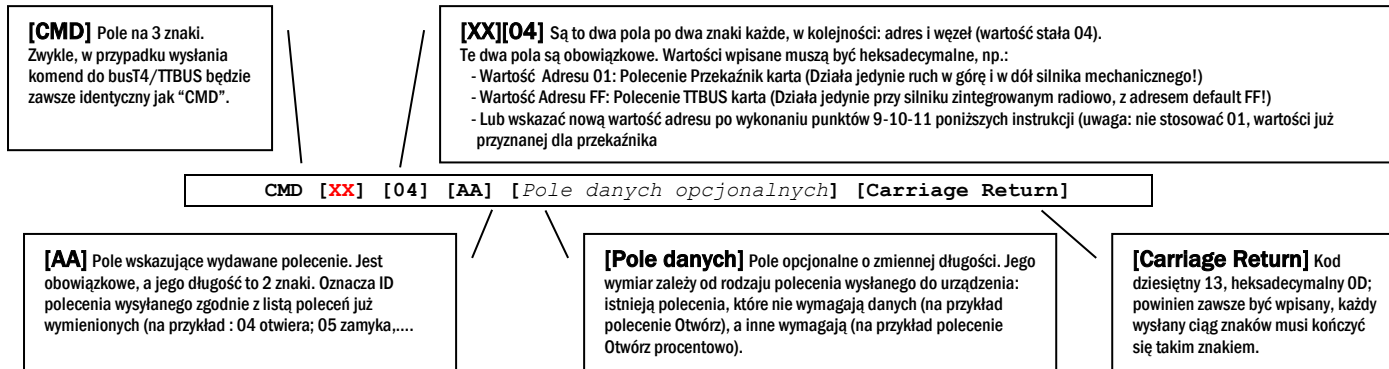 [CMD] Pole na 3 znaki.
Zwykle, w przypadku wysłania
komend do busT4/TTBUS będzie
zawsze identyczny jak “CMD”.
[XX][04] Są to dwa pola po dwa znaki każde, w kolejności: adres i węzeł (wartość stała 04).
Te dwa pola są obowiązkowe. Wartości wpisane muszą być heksadecymalne, np.:
- Wartość Adresu 01: Polecenie Przekaźnik karta (Działa jedynie ruch w górę i w dół silnika mechanicznego!)
- Wartość Adresu FF: Polecenie TTBUS karta (Działa jedynie przy silniku zintegrowanym radiowo, z adresem default FF!)
- Lub wskazać nową wartość adresu po wykonaniu punktów 9-10-11 poniższych instrukcji (uwaga: nie stosować 01, wartości już
przyznanej dla przekaźnika
CMD [XX] [04] [AA] [Pole danych opcjonalnych] [Carriage Return]
[AA] Pole wskazujące wydawane polecenie. Jest
obowiązkowe, a jego długość to 2 znaki. Oznacza ID
polecenia wysyłanego zgodnie z listą poleceń już
wymienionych (na przykład : 04 otwiera; 05 zamyka,....
[Pole danych] Pole opcjonalne o zmiennej długości. Jego
wymiar zależy od rodzaju polecenia wysłanego do urządzenia:
istnieją polecenia, które nie wymagają danych (na przykład
polecenie Otwórz), a inne wymagają (na przykład polecenie
Otwórz procentowo).
[Carriage Return] Kod
dziesiętny 13, heksadecymalny 0D;
powinien zawsze być wpisany, każdy
wysłany ciąg znaków musi kończyć
się takim znakiem.